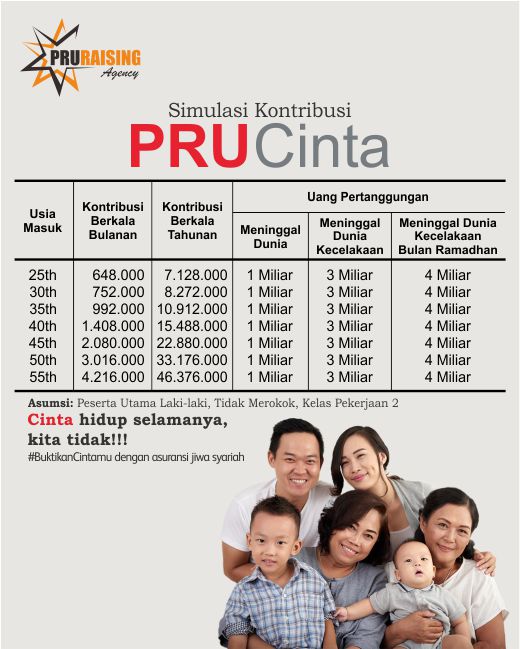 PRURAISING
Agency
Simulasi Kontribusi
PRUCinta
Usia Masuk | Kontribusi Berkala Bulanan | Kontribusi Berkala Tahunan | Uang Pertanggungan
Meninggal Dunia | Meninggal Dunia Kecelakaan | Meninggal Dunia Kecelakaan Bulan Ramadhan
25th 648.000 7.128.000 1 Miliar 3 Miliar 4 Miliar
30th 752.000 8.272.000 1 Miliar 3 Miliar 4 Miliar
35th 992.000 10.912.000 1 Miliar 3 Miliar 4 Miliar
40th 1.408.000 15.488.000 1 Miliar 3 Miliar 4 Miliar
45th 2.080.000 22.880.000 1 Miliar 3 Miliar 4 Miliar
50th 3.016.000 33.176.000 1 Miliar 3 Miliar 4 Miliar
55th 4.216.000 46.376.000 1 Miliar 3 Miliar 4 Miliar
Asumsi: Peserta Utama Laki-laki, Tidak Merokok, Kelas Pekerjaan 2
Cinta hidup selamanya,
kita tidak!!!
#BuktikanCintamu dengan asuransi jiwa syariah